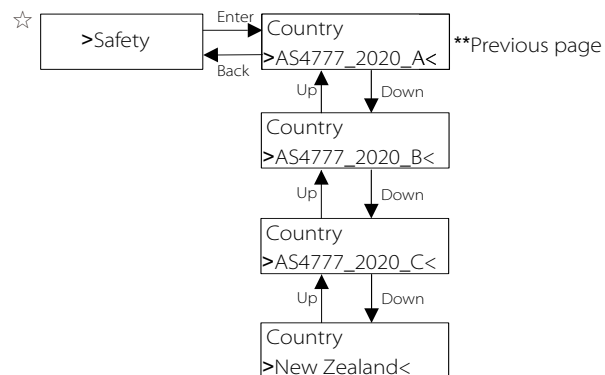 ☆
>Safety
Enter
Back
Country
>AS4777_2020_A<
**Previous page
Up
Down
Country
>AS4777_2020_B<
Up
Down
Country
>AS4777_2020_C<
Up
Down
Country
>New Zealand<